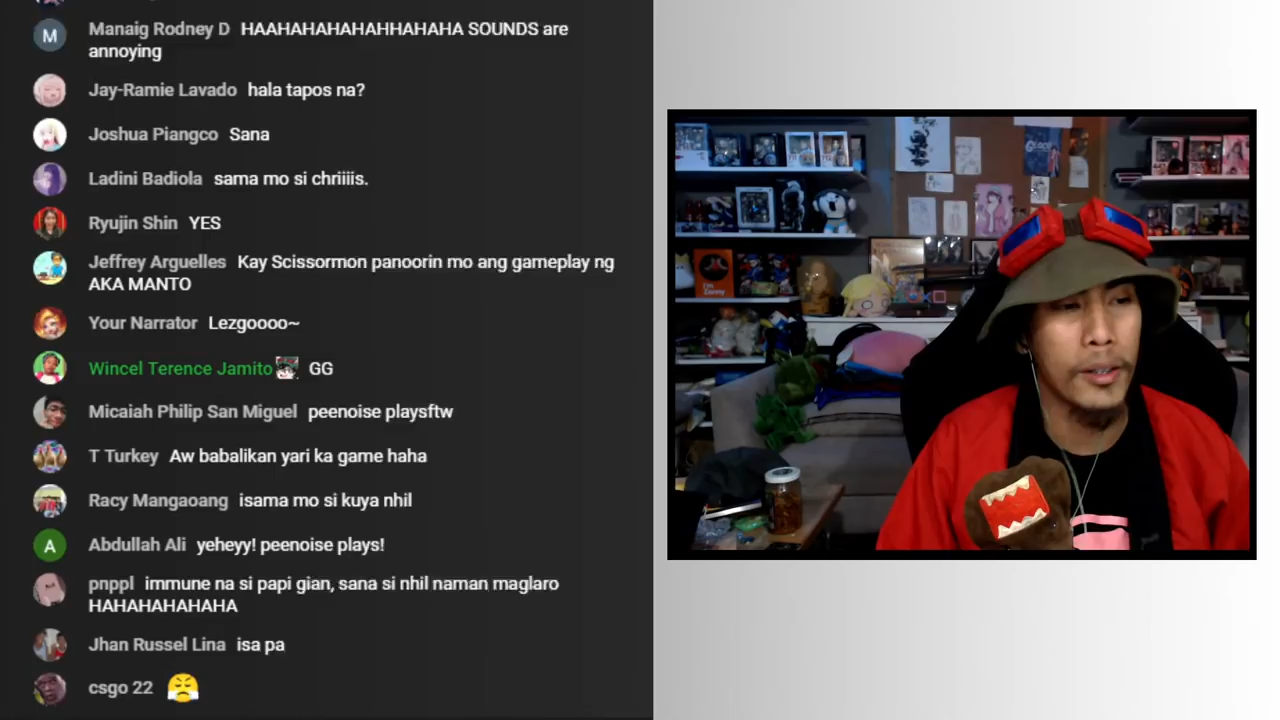 Manaig Rodney D HAAHAHAHAHAHHAHAHA SOUNDS are
annoying
Jay-Ramie Lavado hala tapos na?
Joshua Piangco Sana
Ladini Badiola sama mo si chriiiis.
Ryujin Shin YES
Jeffrey Arguelles Kay Scissormon panoorin mo ang gameplay ng
AKA MANTO
Your Narrator Lezgoooo~
Wincel Terence Jamito GG
Micaiah Philip San Miguel peenoise playsftw
T Turkey Aw babalikan yari ka game haha
Racy Mangaoang isama mo si kuya nhil
A Abdullah Ali yeheyy! peenoise plays!
pnppl immune na si papi gian, sana si nhil naman maglaro
HAHAHAHAHAHA
Jhan Russel Lina isa pa
csgo 22 😤